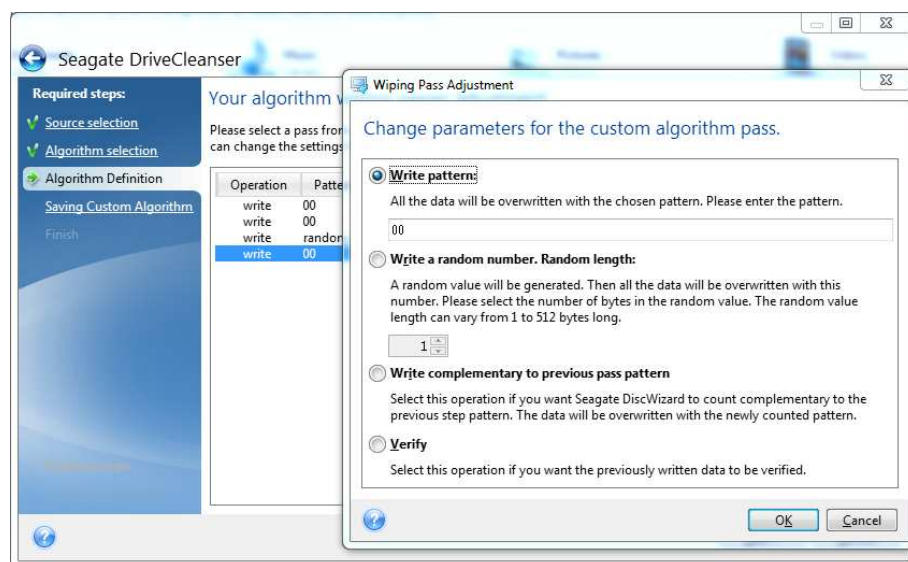 Seagate DriveCleanser
Required steps:
Source selection
Algorithm selection
Algorithm Definition
Saving Custom Algorithm
Finish
Your algorithm
Please select a pass from
can change the settings
Operation Patte
write 00
write 00
write random
write 00
Wiping Pass Adjustment
Change parameters for the custom algorithm pass.
Write pattern:
All the data will be overwritten with the chosen pattern. Please enter the pattern.
00
Write a random number. Random length:
A random value will be generated. Then all the data will be overwritten with this
number. Please select the number of bytes in the random value. The random value
length can vary from 1 to 512 bytes long.
1
Write complementary to previous pass pattern
Select this operation if you want Seagate DiscWizard to count complementary to the
previous step pattern. The data will be overwritten with the newly counted pattern.
Verify
Select this operation if you want the previously written data to be verified.
OK Cancel